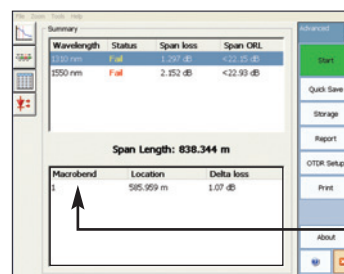 File Zoom Tools Help
Summary
Wavelength Status Span loss Span ORL
1310 nm Fail 1.297 dB <22.15 dB
1550 nm Fail 2.152 dB <22.93 dB
Span Length: 838.344 m
Macrobend Location Delta loss
1 585.959 m 1.07 dB
Advanced
Start
Quick Save
Storage
Report
OTDR Setup
Print
About